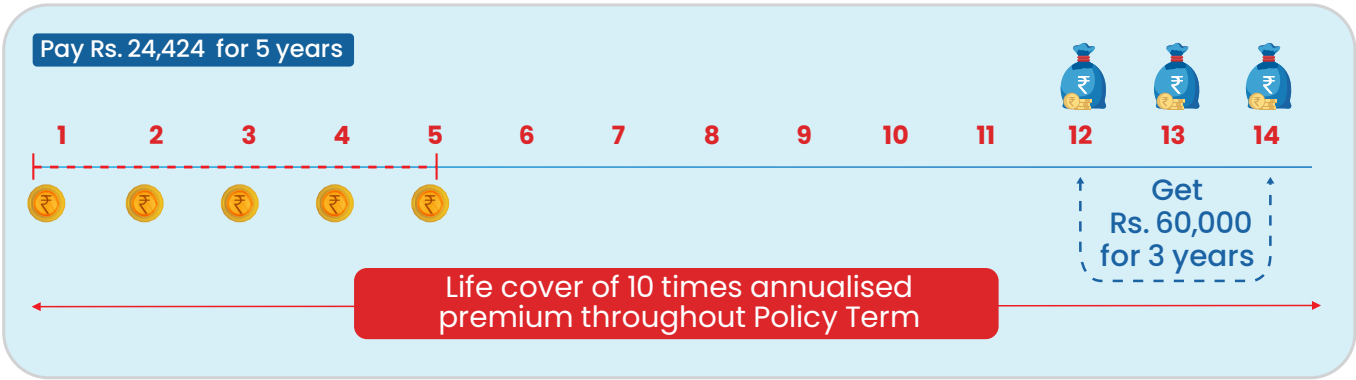 Pay Rs. 24,424 for 5 years
1 2 3 4 5 6 7 8 9 10 11 12 13 14
₹ ₹ ₹
₹ ₹ ₹ ₹ ₹
Get
Rs. 60,000
for 3 years
Life cover of 10 times annualised
premium throughout Policy Term